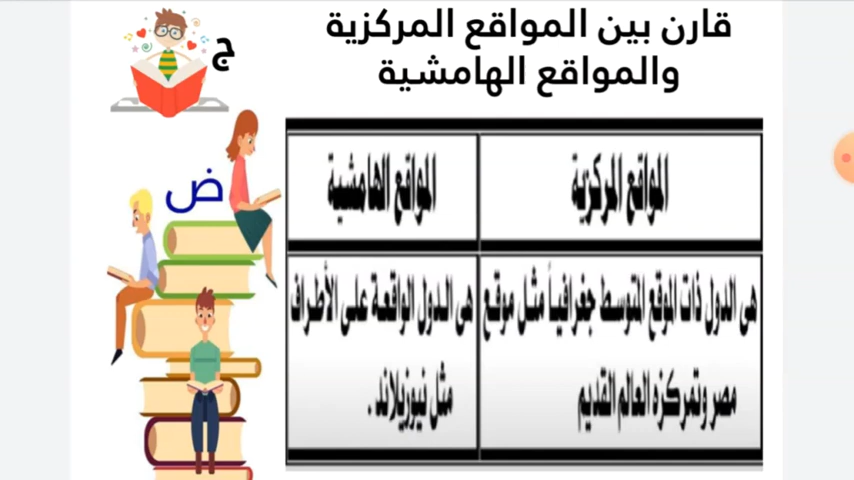 قارن بين المواقع المركزية
والمواقع الهامشية
ج
ض
المواقع المركزية
المواقع الهامشية
هى الدول ذات الموقع المتوسط جغرافياً مثل موقع
مصر وتمركزه العالم القديم
هى الدول الواقعة على الأطراف
مثل نيوزيلاند .